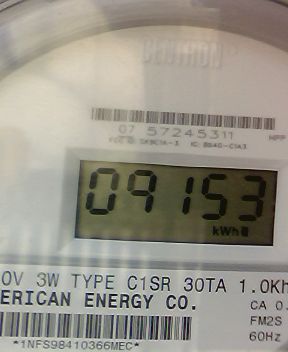 CENTRON
07 57245311
09153
kWh
0V 3W TYPE C1SR 30TA 1.0Kh
ERICAN ENERGY CO.
CA 0.
FM2S
60Hz
*1NFS98410366MEC*